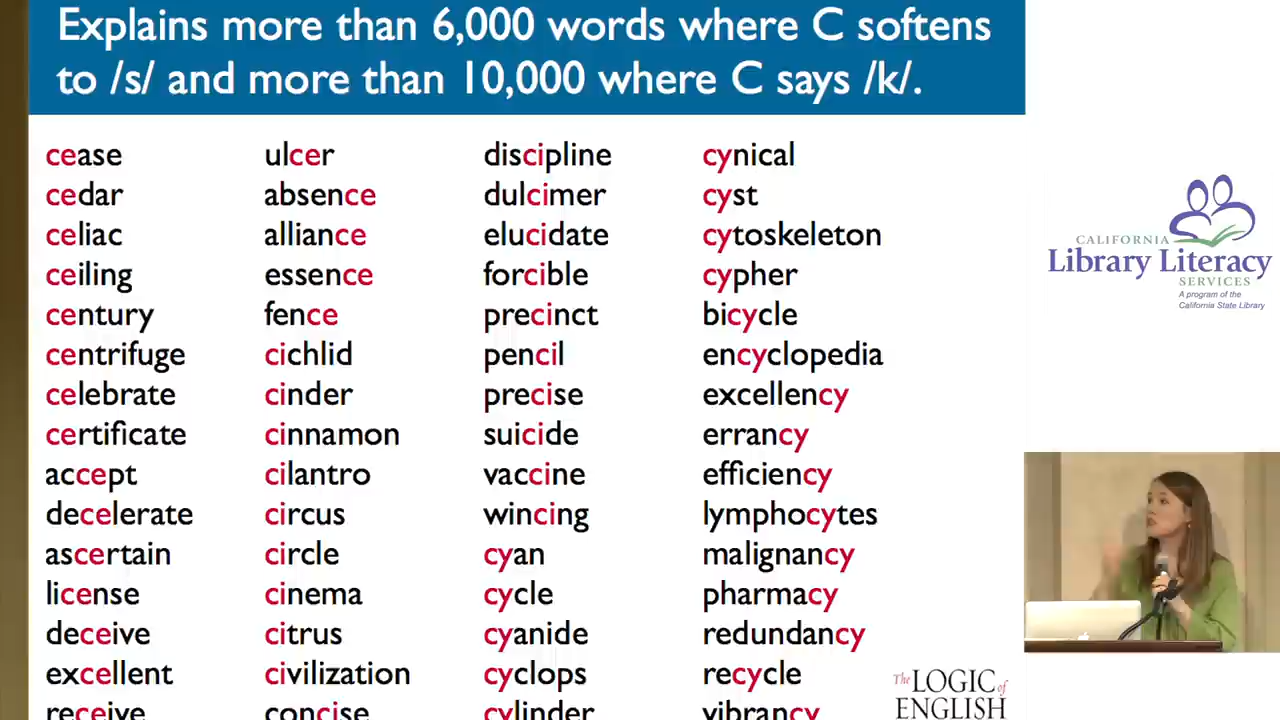 Explains more than 6,000 words where C softens
to /s/ and more than 10,000 where C says /k/.
cease
cedar
celiac
ceiling
century
centrifuge
celebrate
certificate
accept
decelerate
ascertain
license
deceive
excellent
receive
ulcer
absence
alliance
essence
fence
cichlid
cinder
cinnamon
cilantro
circus
circle
cinema
citrus
civilization
concise
discipline
dulcimer
elucidate
forcible
precinct
pencil
precise
suicide
vaccine
wincing
cyan
cycle
cyanide
cyclops
cylinder
cynical
cyst
cytoskeleton
cypher
bicycle
encyclopedia
excellency
errancy
efficiency
lymphocytes
malignancy
pharmacy
redundancy
recycle
vibrancy
The LOGIC of
ENGLISH
CALIFORNIA
Library Literacy
SERVICES
A program of the
California State Library